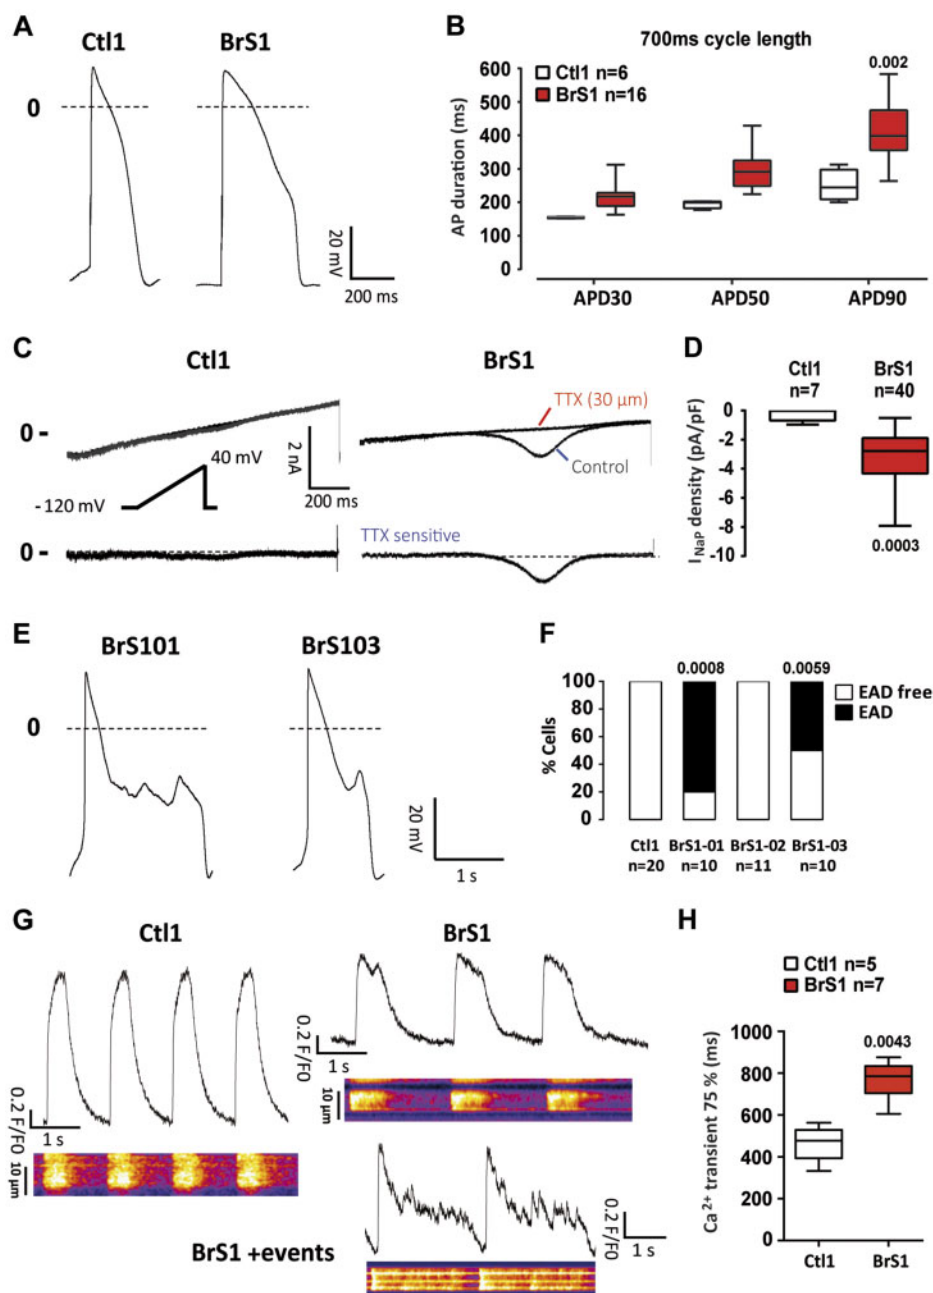 A
Ctl1
BrS1
0
20 mV
200 ms
B
700ms cycle length
Ctl1 n=6
BrS1 n=16
0.002
AP duration (ms)
600
500
400
300
200
100
0
APD30
APD50
APD90
C
Ctl1
BrS1
0 -
40 mV
-120 mV
2 nA
200 ms
TTX (30 µm)
Control
0 -
TTX sensitive
D
Ctl1
n=7
BrS1
n=40
I NaP density (pA/pF)
0
-2
-4
-6
-8
-10
0.0003
E
BrS101
BrS103
0
20 mV
1 s
F
0.0008
0.0059
% Cells
100
80
60
40
20
0
EAD free
EAD
Ctl1
n=20
BrS1-01
n=10
BrS1-02
n=11
BrS1-03
n=10
G
Ctl1
0.2 F/F0
1 s
10 µm
BrS1
0.2 F/F0
1 s
10 µm
BrS1 +events
0.2 F/F0
1 s
H
Ctl1 n=5
BrS1 n=7
0.0043
Ca2+ transient 75 % (ms)
1000
800
600
400
200
0
Ctl1
BrS1